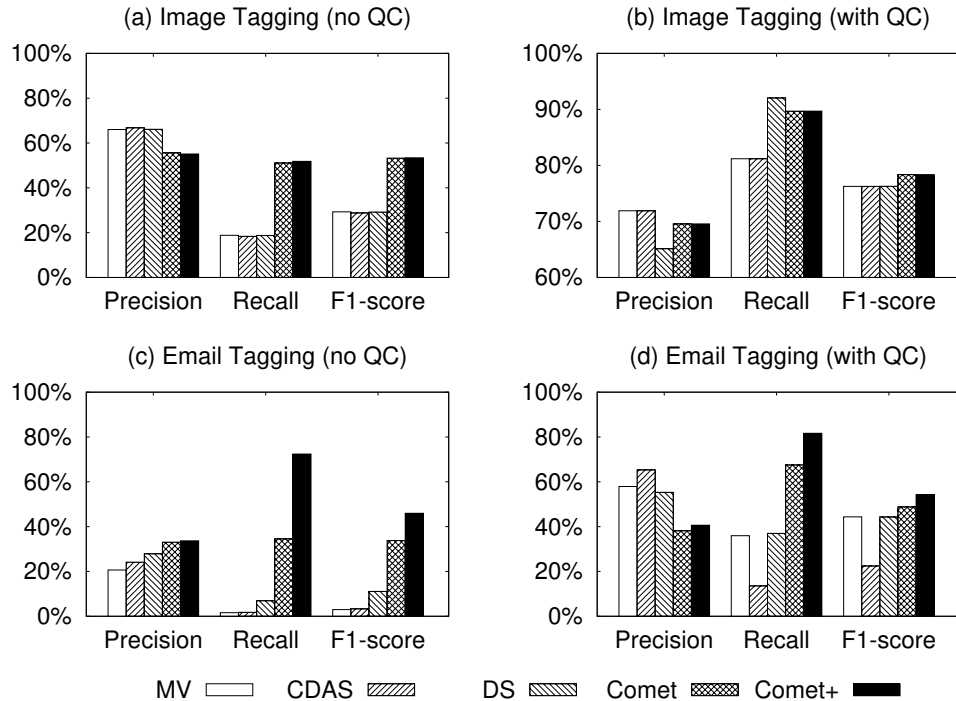 (a) Image Tagging (no QC)
100%
80%
60%
40%
20%
0%
Precision Recall F1-score
(b) Image Tagging (with QC)
100%
90%
80%
70%
60%
Precision Recall F1-score
(c) Email Tagging (no QC)
100%
80%
60%
40%
20%
0%
Precision Recall F1-score
(d) Email Tagging (with QC)
100%
80%
60%
40%
20%
0%
Precision Recall F1-score
MV CDAS DS Comet Comet+